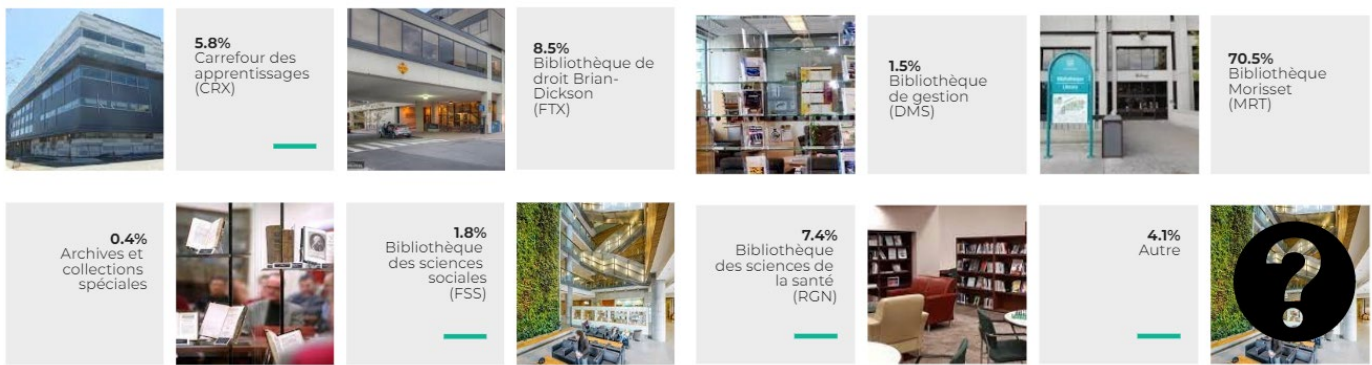 5.8%
Carrefour des
apprentissages
(CRX)
8.5%
Bibliothèque de
droit Brian-
Dickson
(FTX)
1.5%
Bibliothèque
de gestion
(DMS)
70.5%
Bibliothèque
Morisset
(MRT)
0.4%
Archives et
collections
spéciales
1.8%
Bibliothèque
des sciences
sociales
(FSS)
7.4%
Bibliothèque
des sciences de
la santé
(RGN)
4.1%
Autre
?